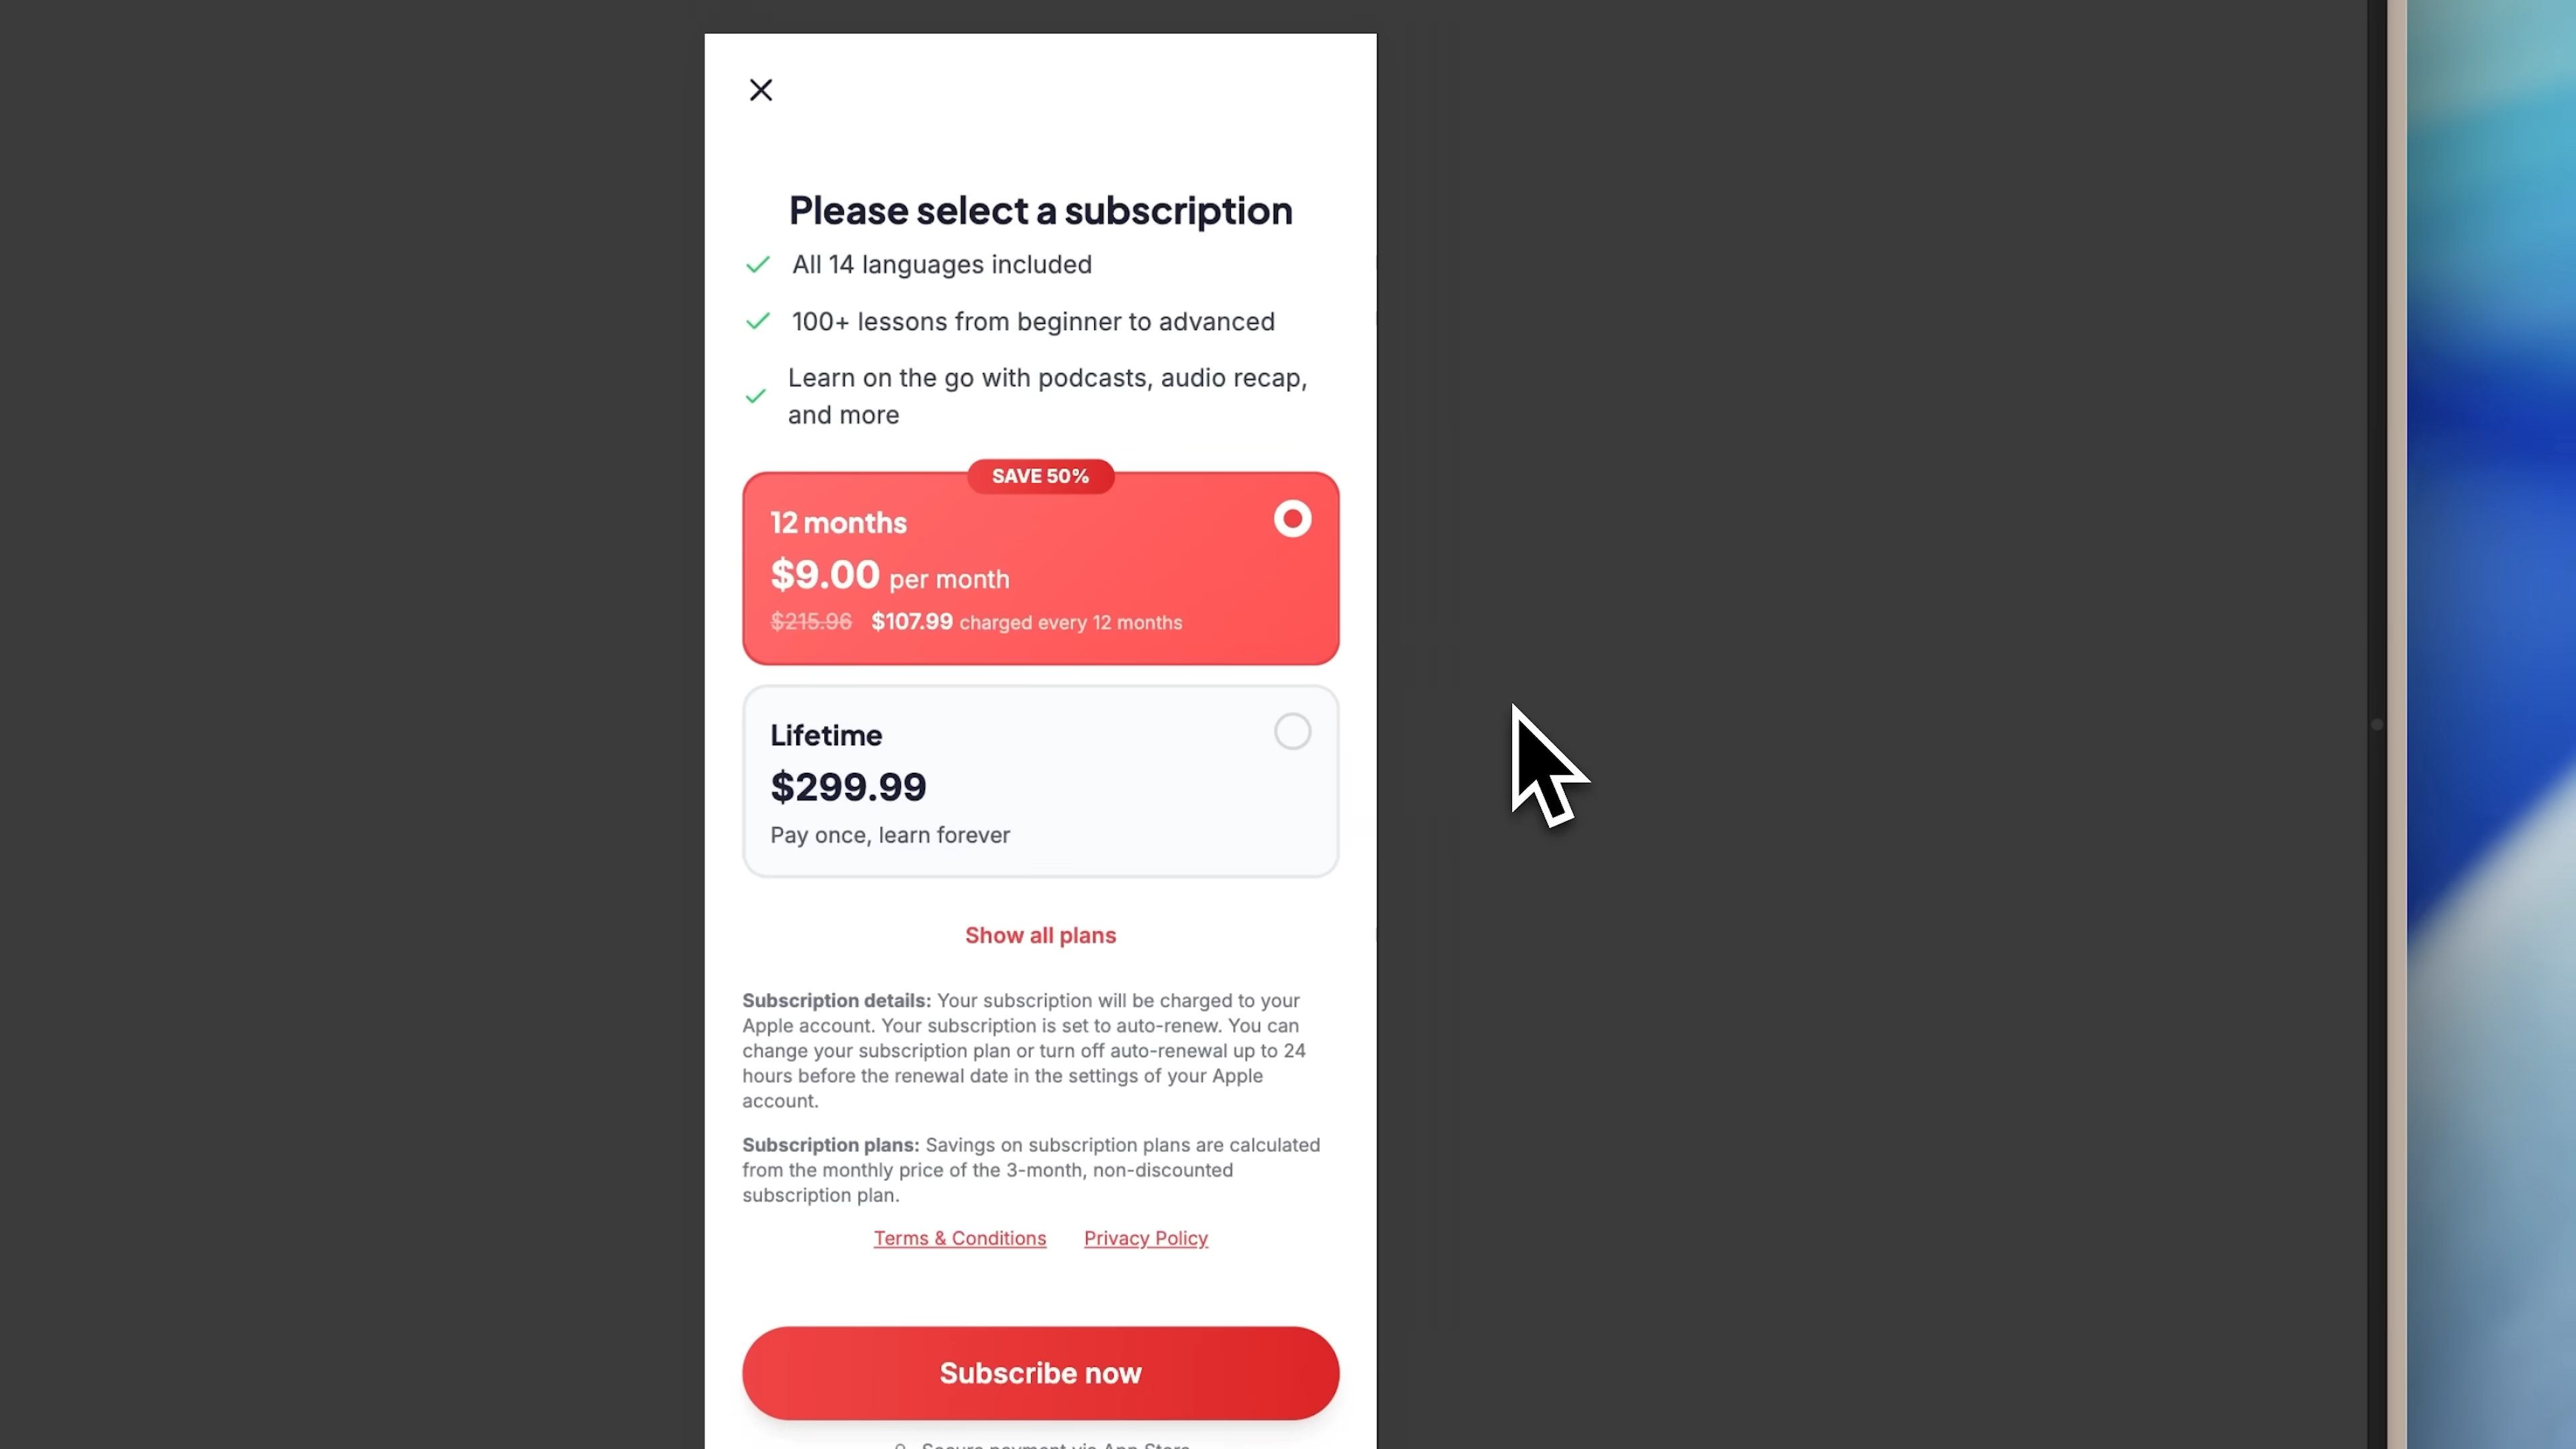 Please select a subscription
All 14 languages included
100+ lessons from beginner to advanced
Learn on the go with podcasts, audio recap,
and more
SAVE 50%
12 months
$9.00 per month
$215.96 $107.99 charged every 12 months
Lifetime
$299.99
Pay once, learn forever
Show all plans
Subscription details: Your subscription will be charged to your
Apple account. Your subscription is set to auto-renew. You can
change your subscription plan or turn off auto-renewal up to 24
hours before the renewal date in the settings of your Apple
account.
Subscription plans: Savings on subscription plans are calculated
from the monthly price of the 3-month, non-discounted
subscription plan.
Terms & Conditions Privacy Policy
Subscribe now
Secure payment via App Store